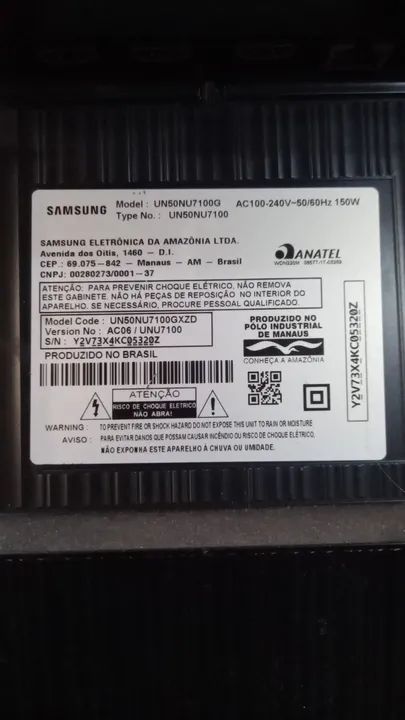 SAMSUNG
Model : UN50NU7100G AC100-240V~50/60Hz 150W
Type No. : UN50NU7100
SAMSUNG ELETRÔNICA DA AMAZÔNIA LTDA.
Avenida dos Oitis, 1460 - D.I.
CEP : 69.075-842 - Manaus - AM - Brasil
CNPJ: 00280273/0001-37
ANATEL
ATENÇÃO: PARA PREVENIR CHOQUE ELÉTRICO, NÃO REMOVER
ESTE GABINETE. NÃO HÁ PEÇAS DE REPOSIÇÃO NO INTERIOR DO
APARELHO. SE NECESSÁRIO, PROCURE PESSOAL QUALIFICADO.
Model Code : UN50NU7100GXZD
Version No : AC06 / UNU7100
S/N : Y2V73X4KC05320Z
PRODUZIDO NO BRASIL
PRODUZIDO NO
PÓLO INDUSTRIAL
DE MANAUS
CONHEÇA A AMAZÔNIA
Y2V73X4KC05320Z
ATENÇÃO
RISCO DE CHOQUE ELÉTRICO
NÃO ABRA!
WARNING : TO PREVENT FIRE OR SHOCK HAZARD DO NOT EXPOSE THIS UNIT TO RAIN OR MOISTURE
AVISO : PARA EVITAR DANOS QUE POSSAM CAUSAR INCÊNDIO OU RISCO DE CHOQUE ELÉTRICO,
NÃO EXPONHA ESTE APARELHO À CHUVA OU UMIDADE.